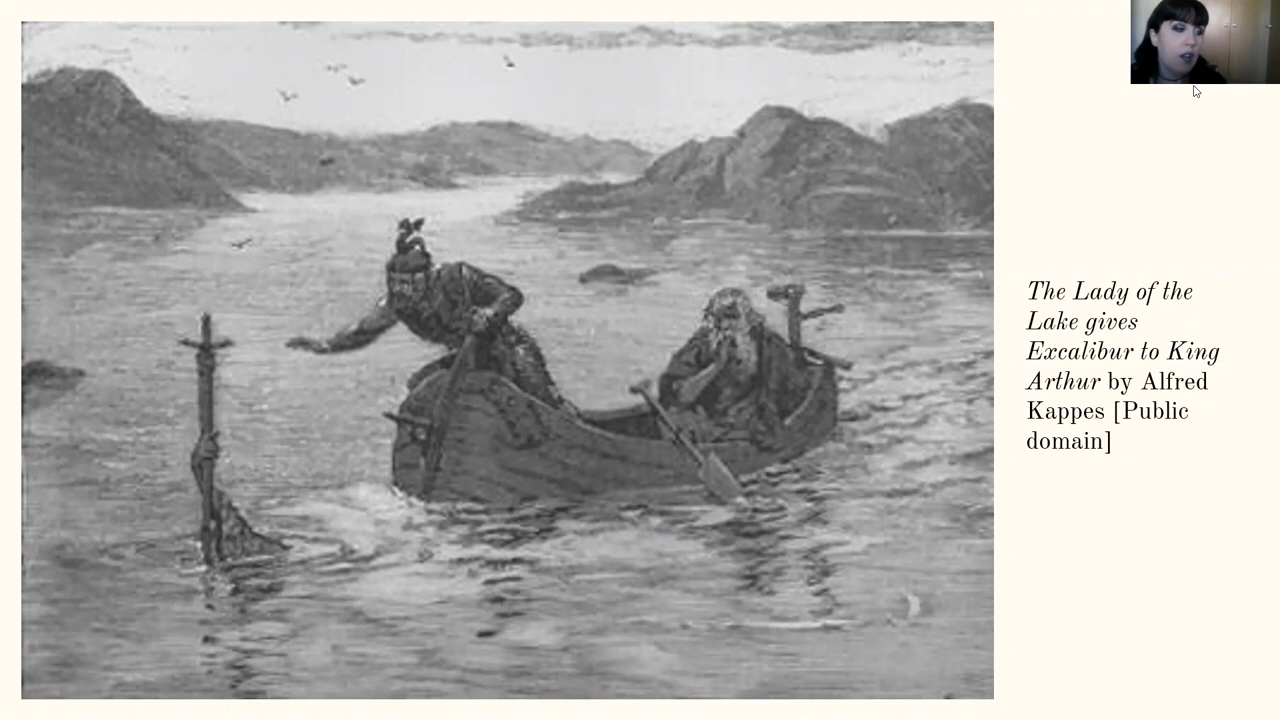 The Lady of the
Lake gives
Excalibur to King
Arthur by Alfred
Kappes [Public
domain]